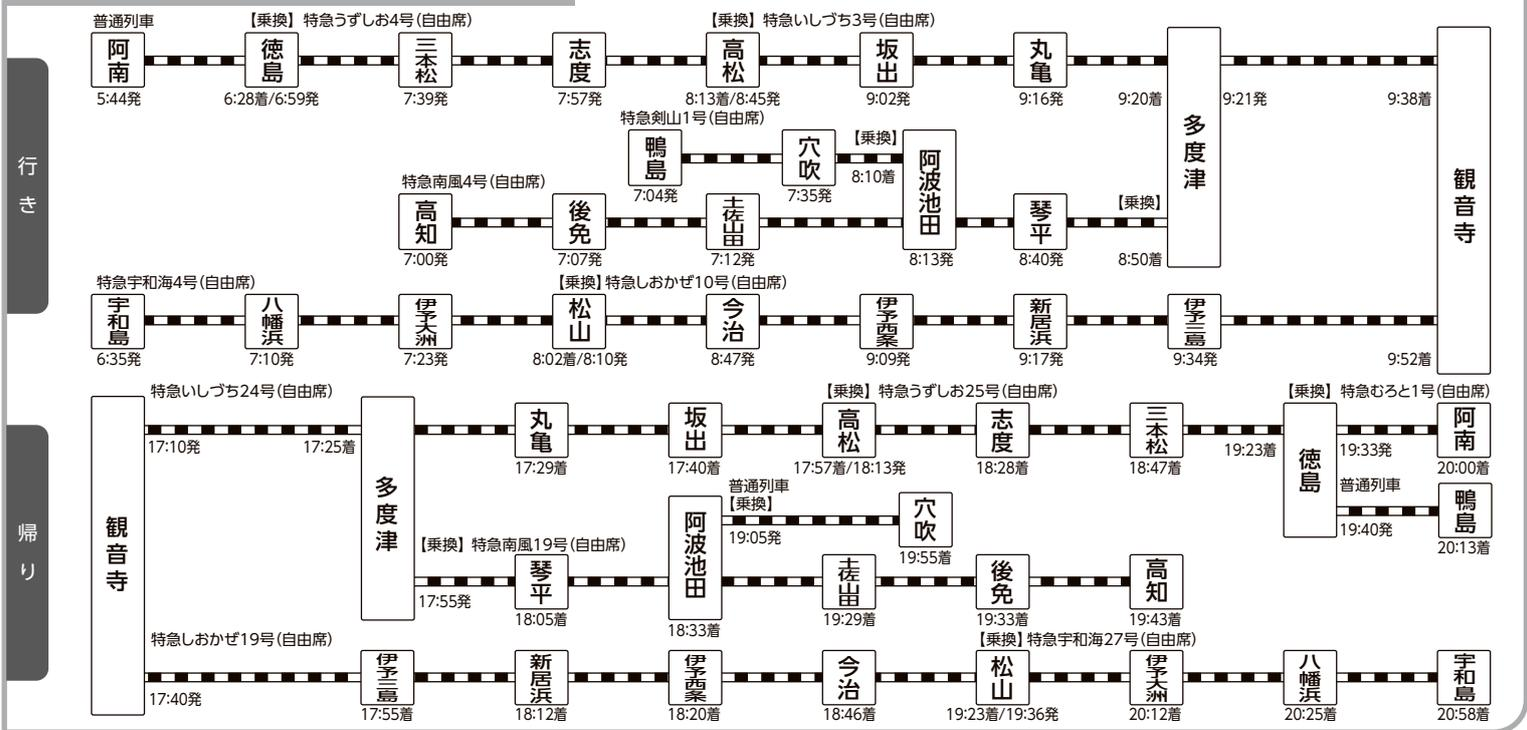 行き
普通列車 【乗換】特急うずしお4号(自由席) 【乗換】特急いしづち3号(自由席)
阿南 徳島 三本松 志度 高松 坂出 丸亀 多度津 観音寺
5:44発 6:28着/6:59発 7:39発 7:57発 8:13着/8:45発 9:02発 9:16発 9:20着 9:21発 9:38着
特急剣山1号(自由席)
鴨島 穴吹 【乗換】 阿波池田
7:04発 7:35発 8:10着
特急南風4号(自由席)
高知 後免 土佐山田 琴平 【乗換】
7:00発 7:07発 7:12発 8:13発 8:40発 8:50着
特急宇和海4号(自由席) 【乗換】特急しおかぜ10号(自由席)
宇和島 八幡浜 伊予大洲 松山 今治 伊予西条 新居浜 伊予三島
6:35発 7:10発 7:23発 8:02着/8:10発 8:47発 9:09発 9:17発 9:34発 9:52着
帰り
特急いしづち24号(自由席) 【乗換】特急うずしお25号(自由席) 【乗換】特急むろと1号(自由席)
観音寺 多度津 丸亀 坂出 高松 志度 三本松 徳島 阿南
17:10発 17:25着 17:29着 17:40着 17:57着/18:13発 18:28着 18:47着 19:23着 19:33発 20:00着
普通列車
【乗換】
阿波池田 穴吹
19:05発 19:55着
普通列車
鴨島
19:40発 20:13着
【乗換】特急南風19号(自由席)
琴平 土佐山田 後免 高知
17:55発 18:05着 18:33着 19:29着 19:33着 19:43着
特急しおかぜ19号(自由席) 【乗換】特急宇和海27号(自由席)
伊予三島 新居浜 伊予西条 今治 松山 伊予大洲 八幡浜 宇和島
17:40発 17:55着 18:12着 18:20着 18:46着 19:23着/19:36発 20:12着 20:25着 20:58着